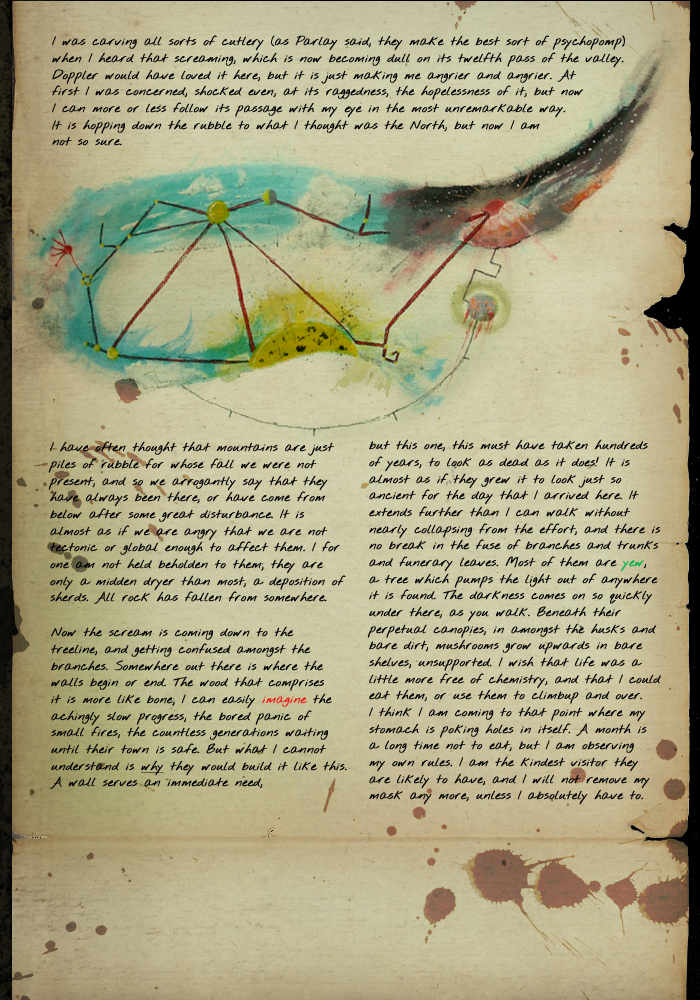 I was carving all sorts of cutlery (as Parlay said, they make the best sort of psychopomp)
when I heard that screaming, which is now becoming dull on its twelfth pass of the valley.
Doppler would have loved it here, but it is just making me angrier and angrier. At
first I was concerned, shocked even, at its raggedness, the hopelessness of it, but now
I can more or less follow its passage with my eye in the most unremarkable way.
It is hopping down the rubble to what I thought was the North, but now I am
not so sure.
I have often thought that mountains are just
piles of rubble for whose fall we were not
present, and so we arrogantly say that they
have always been there, or have come from
below after some great disturbance. It is
almost as if we are angry that we are not
tectonic or global enough to affect them. I for
one am not held beholden to them, they are
only a midden dryer than most, a deposition of
sherds. All rock has fallen from somewhere.
Now the scream is coming down to the
treeline, and getting confused amongst the
branches. Somewhere out there is where the
walls begin or end. The wood that comprises
it is more like bone, I can easily imagine the
achingly slow progress, the bored panic of
small fires, the countless generations waiting
until their town is safe. But what I cannot
understand is why they would build it like this.
A wall serves an immediate need,
but this one, this must have taken hundreds
of years, to look as dead as it does! It is
almost as if they grew it to look just so
ancient for the day that I arrived here. It
extends further than I can walk without
nearly collapsing from the effort, and there is
no break in the fuse of branches and trunks
and funerary leaves. Most of them are yew,
a tree which pumps the light out of anywhere
it is found. The darkness comes on so quickly
under there, as you walk. Beneath their
perpetual canopies, in amongst the husks and
bare dirt, mushrooms grow upwards in bare
shelves, unsupported. I wish that life was a
little more free of chemistry, and that I could
eat them, or use them to climbup and over.
I think I am coming to that point where my
stomach is poking holes in itself. A month is
a long time not to eat, but I am observing
my own rules. I am the kindest visitor they
are likely to have, and I will not remove my
mask any more, unless I absolutely have to.